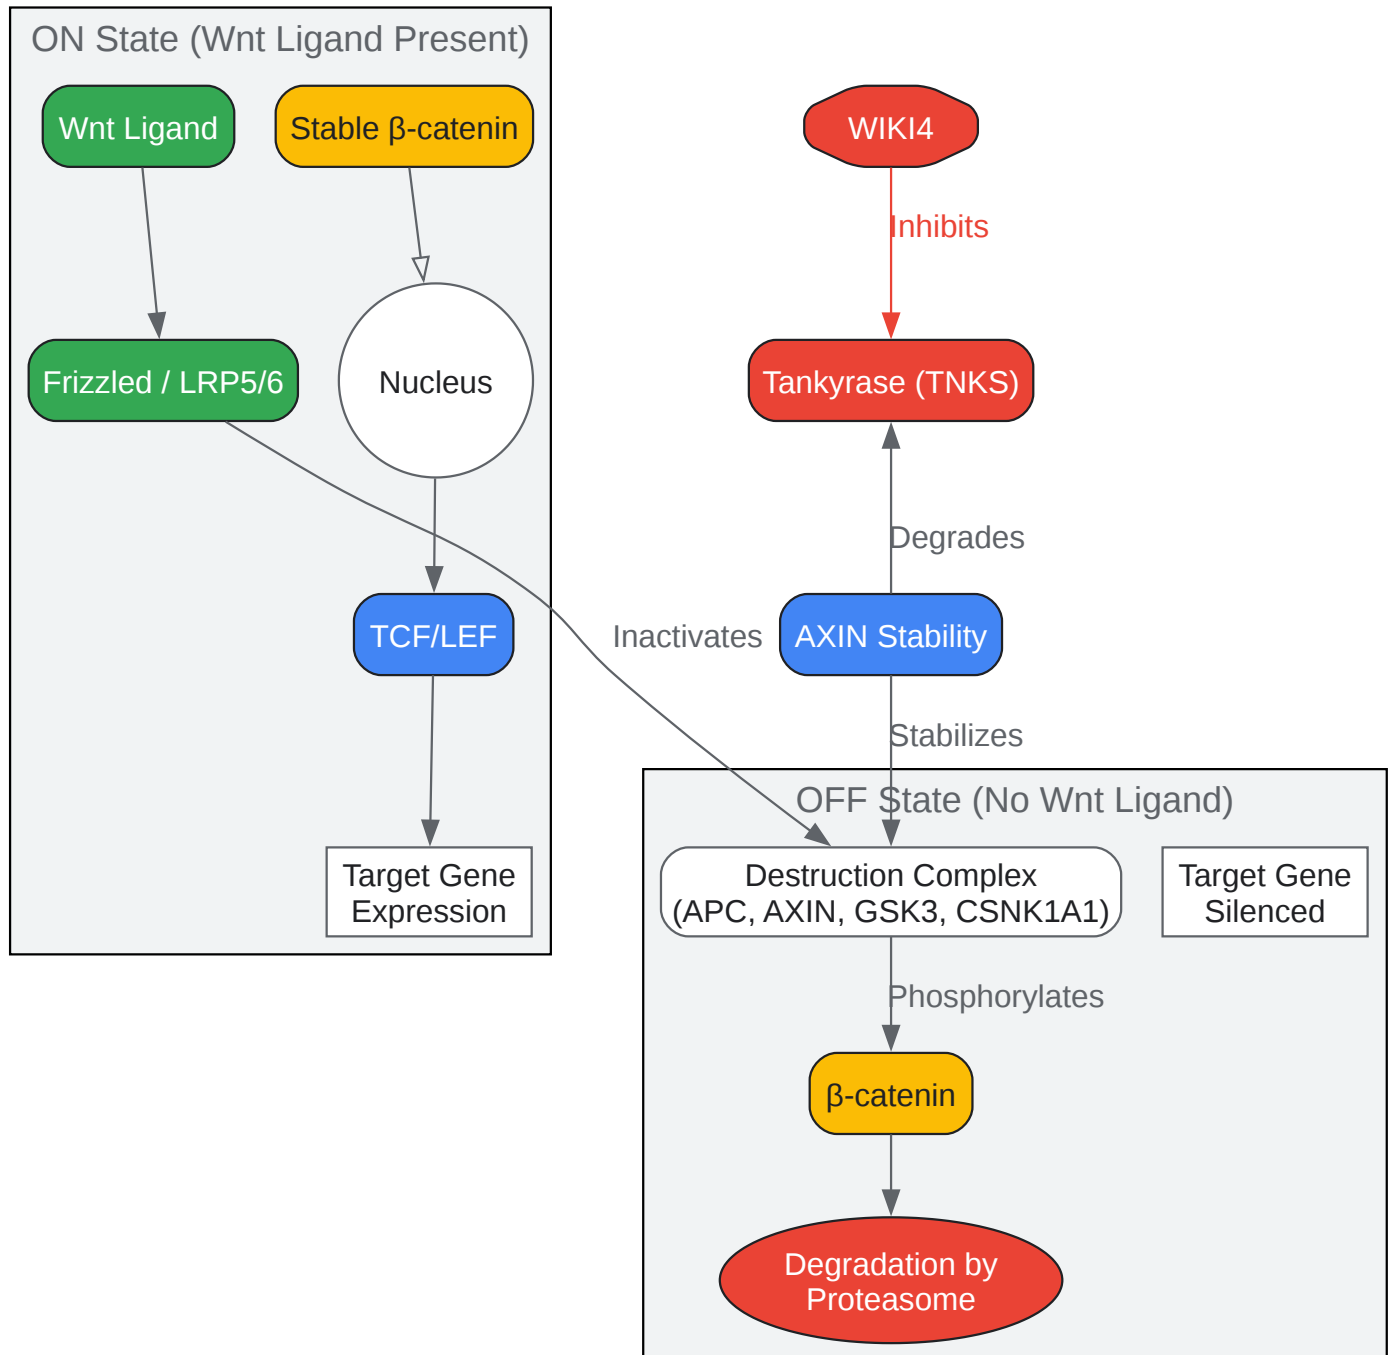 ON State (Wnt Ligand Present)
Wnt Ligand
Stable β-catenin
WIKI4
Inhibits
Frizzled / LRP5/6
Nucleus
Tankyrase (TNKS)
Degrades
TCF/LEF
Inactivates
AXIN Stability
Stabilizes
OFF State (No Wnt Ligand)
Target Gene
Expression
Destruction Complex
(APC, AXIN, GSK3, CSNK1A1)
Target Gene
Silenced
Phosphorylates
β-catenin
Degradation by
Proteasome